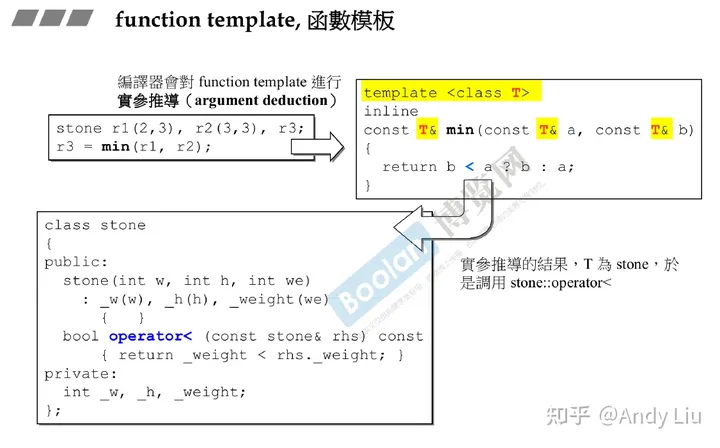 function template, 函數模板
編譯器會對 function template 進行
實參推導（argument deduction）
stone r1(2,3), r2(3,3), r3;
r3 = min(r1, r2);
template <class T>
inline
const T& min(const T& a, const T& b)
{
return b < a ? b : a;
}
class stone
{
public:
stone(int w, int h, int we)
: _w(w), _h(h), _weight(we)
{ }
bool operator< (const stone& rhs) const
{ return _weight < rhs._weight; }
private:
int _w, _h, _weight;
};
實參推導的結果，T 為 stone，於
是調用 stone::operator<
Boolan 博览网
知乎 @Andy Liu